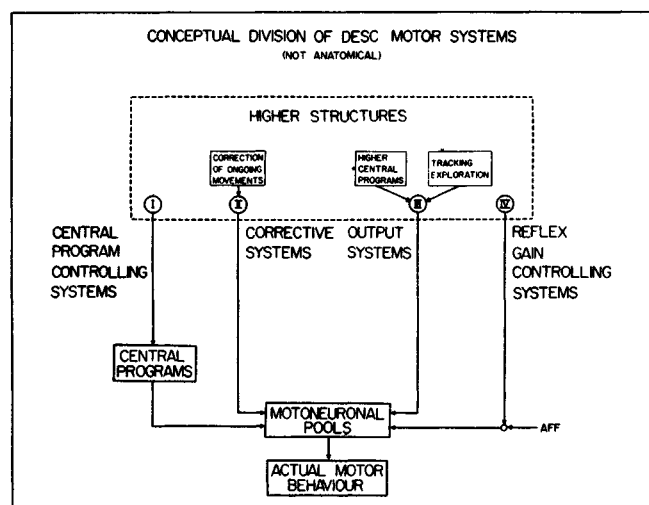 CONCEPTUAL DIVISION OF DESC MOTOR SYSTEMS
(NOT ANATOMICAL)
HIGHER STRUCTURES
CORRECTION
OF ONGOING
MOVEMENTS
HIGHER
CENTRAL
PROGRAMS
TRACKING
EXPLORATION
I
II
III
IV
CENTRAL
PROGRAM
CONTROLLING
SYSTEMS
CORRECTIVE
SYSTEMS
OUTPUT
SYSTEMS
REFLEX
GAIN
CONTROLLING
SYSTEMS
CENTRAL
PROGRAMS
MOTONEURONAL
POOLS
AFF
ACTUAL MOTOR
BEHAVIOUR